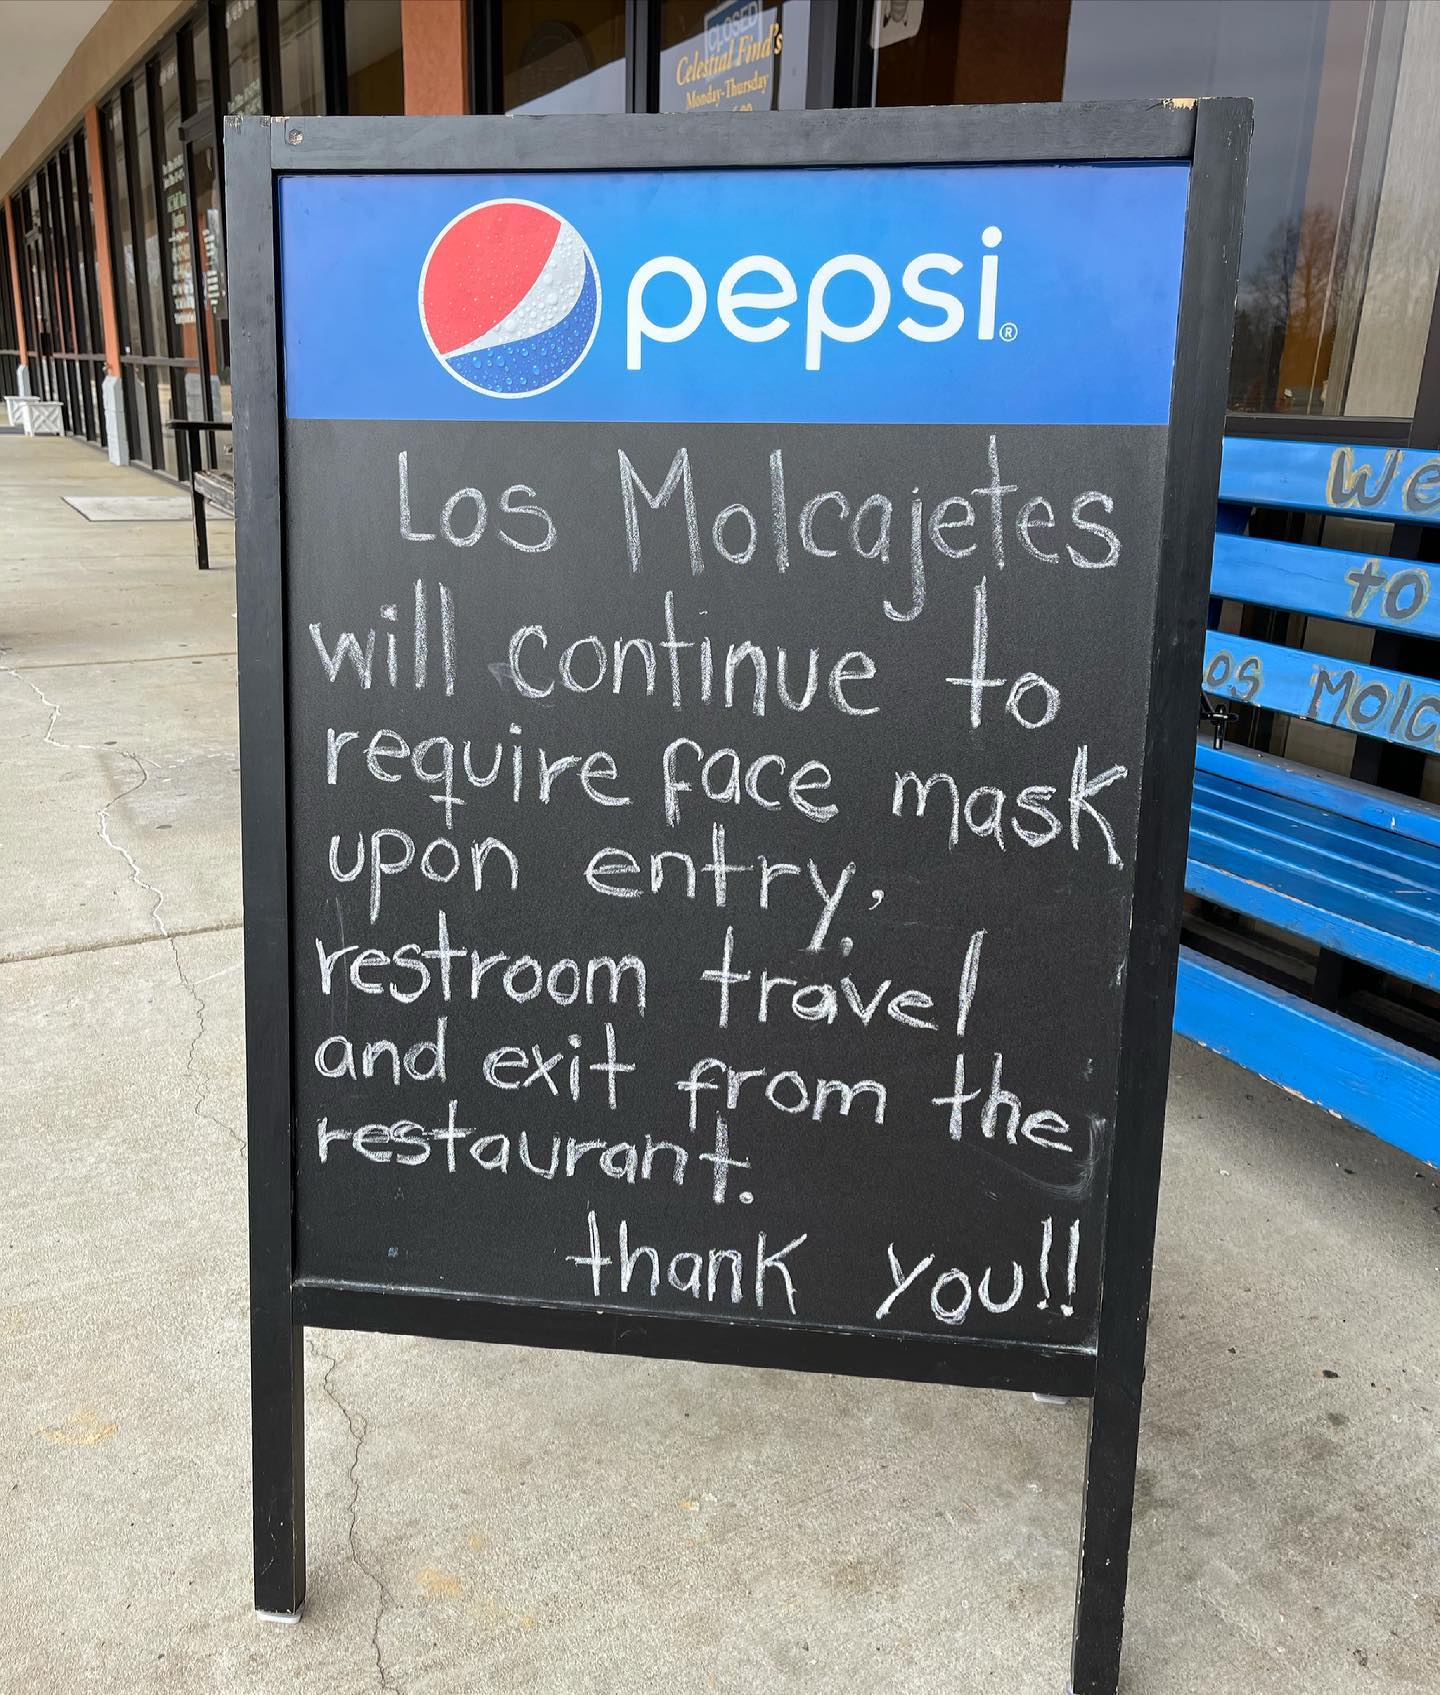 CLOSED
Celestial Find's
Monday-Thursday
pepsi®
Los Molcajetes
will continue to
require face mask
upon entry,
restroom travel
and exit from the
restaurant.
thank you!!
We
to
os Molc